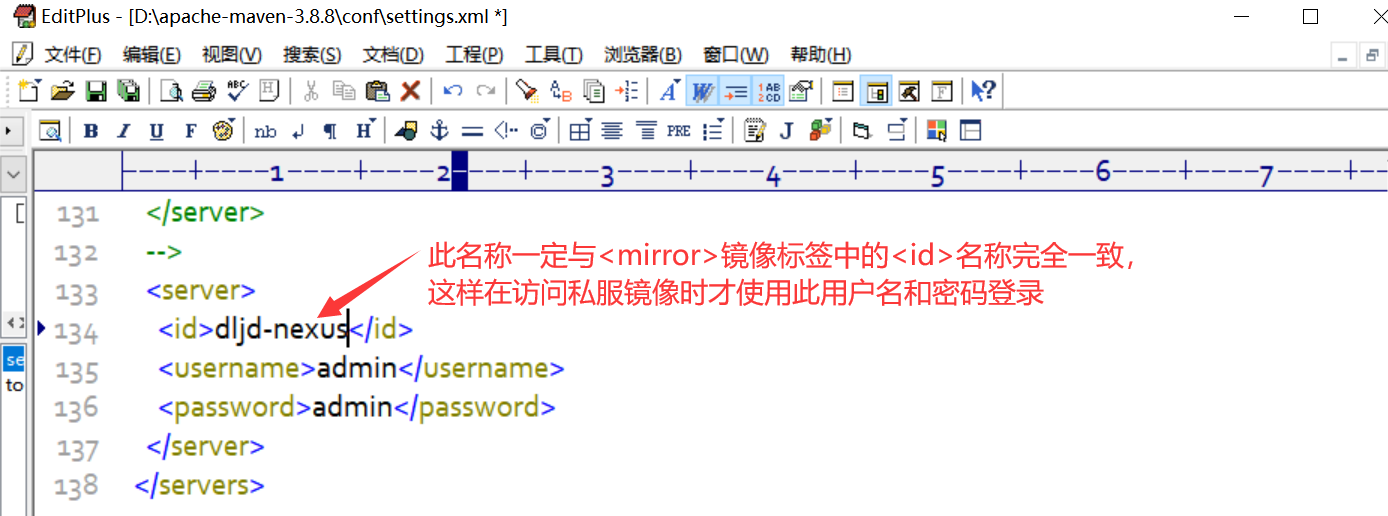 EditPlus - [D:\apache-maven-3.8.8\conf\settings.xml *]
文件(F) 编辑(E) 视图(V) 搜索(S) 文档(D) 工程(P) 工具(T) 浏览器(B) 窗口(W) 帮助(H)
B I U F nb H PRE J
----+----1----+----2----+----3----+----4----+----5----+----6----+----7----+--
131 </server>
132 -->
此名称一定与<mirror>镜像标签中的<id>名称完全一致，
133 <server>
这样在访问私服镜像时才使用此用户名和密码登录
134 <id>dljd-nexus</id>
se
135 <username>admin</username>
to
136 <password>admin</password>
137 </server>
138 </servers>